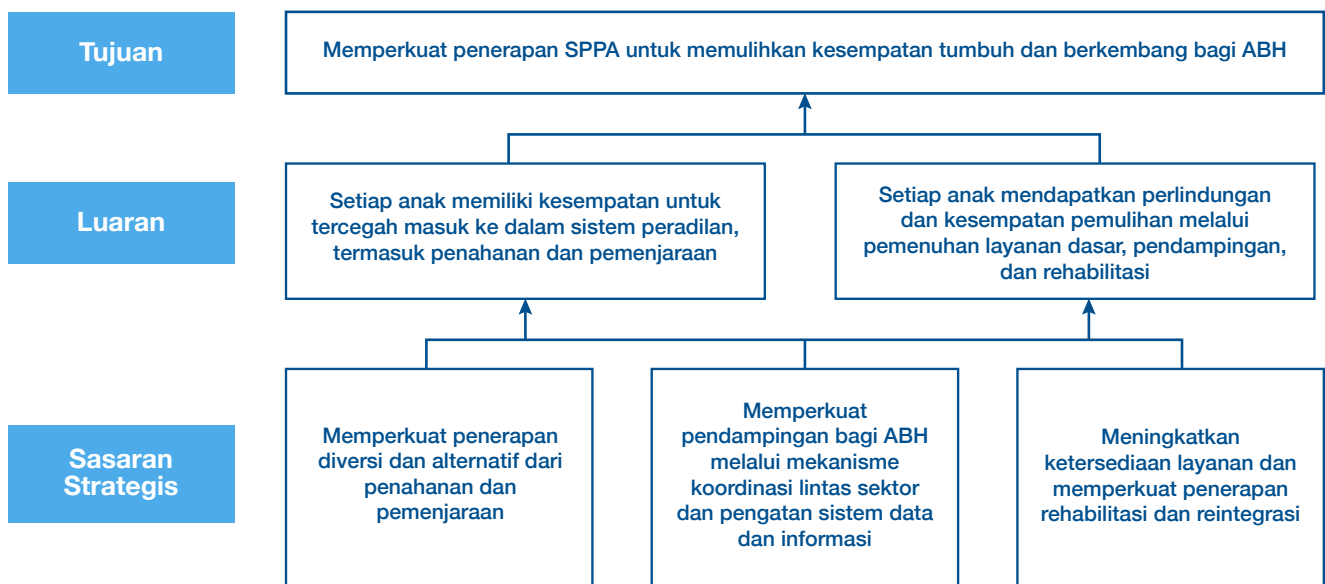 Tujuan
Memperkuat penerapan SPPA untuk memulihkan kesempatan tumbuh dan berkembang bagi ABH
Luaran
Setiap anak memiliki kesempatan untuk
tercegah masuk ke dalam sistem peradilan,
termasuk penahanan dan pemenjaraan
Setiap anak mendapatkan perlindungan
dan kesempatan pemulihan melalui
pemenuhan layanan dasar, pendampingan,
dan rehabilitasi
Sasaran
Strategis
Memperkuat penerapan
diversi dan alternatif dari
penahanan dan
pemenjaraan
Memperkuat
pendampingan bagi ABH
melalui mekanisme
koordinasi lintas sektor
dan pengatan sistem data
dan informasi
Meningkatkan
ketersediaan layanan dan
memperkuat penerapan
rehabilitasi dan reintegrasi